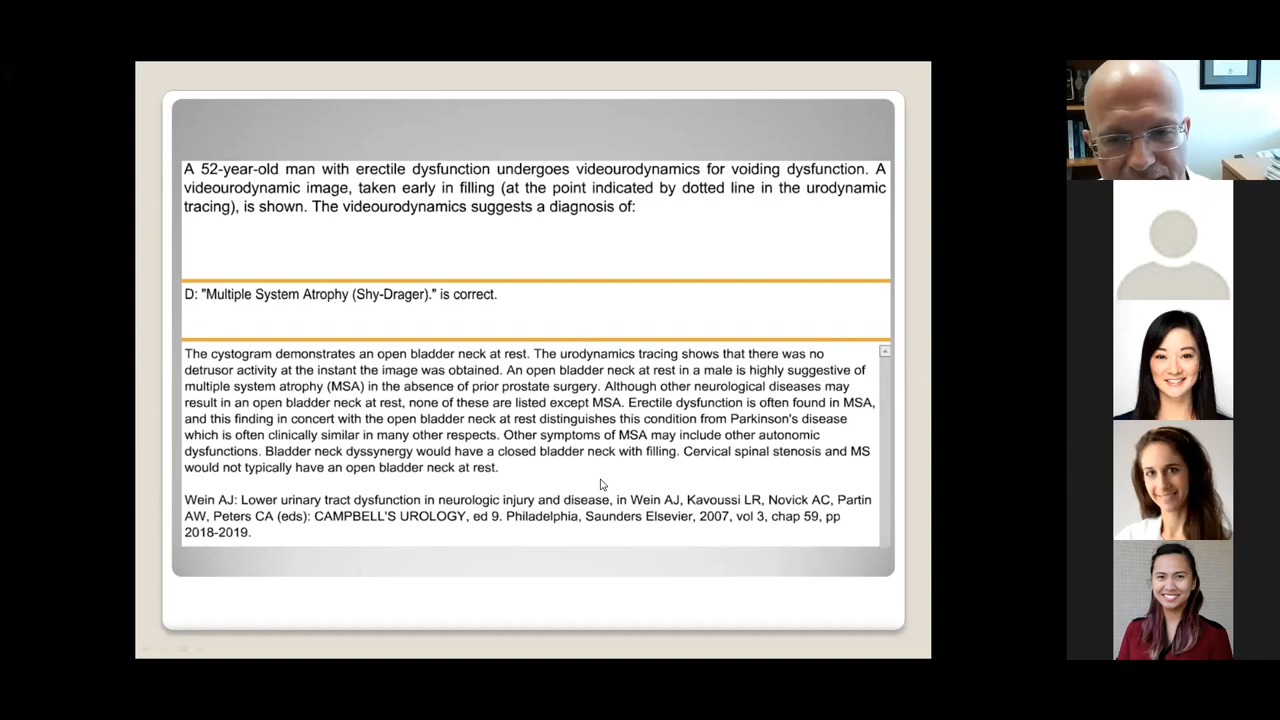 A 52-year-old man with erectile dysfunction undergoes videourodynamics for voiding dysfunction. A
videourodynamic image, taken early in filling (at the point indicated by dotted line in the urodynamic
tracing), is shown. The videourodynamics suggests a diagnosis of:
D: "Multiple System Atrophy (Shy-Drager)." is correct.
The cystogram demonstrates an open bladder neck at rest. The urodynamics tracing shows that there was no
detrusor activity at the instant the image was obtained. An open bladder neck at rest in a male is highly suggestive of
multiple system atrophy (MSA) in the absence of prior prostate surgery. Although other neurological diseases may
result in an open bladder neck at rest, none of these are listed except MSA. Erectile dysfunction is often found in MSA,
and this finding in concert with the open bladder neck at rest distinguishes this condition from Parkinson's disease
which is often clinically similar in many other respects. Other symptoms of MSA may include other autonomic
dysfunctions. Bladder neck dyssynergy would have a closed bladder neck with filling. Cervical spinal stenosis and MS
would not typically have an open bladder neck at rest.
Wein AJ: Lower urinary tract dysfunction in neurologic injury and disease, in Wein AJ, Kavoussi LR, Novick AC, Partin
AW, Peters CA (eds): CAMPBELL'S UROLOGY, ed 9. Philadelphia, Saunders Elsevier, 2007, vol 3, chap 59, pp
2018-2019.